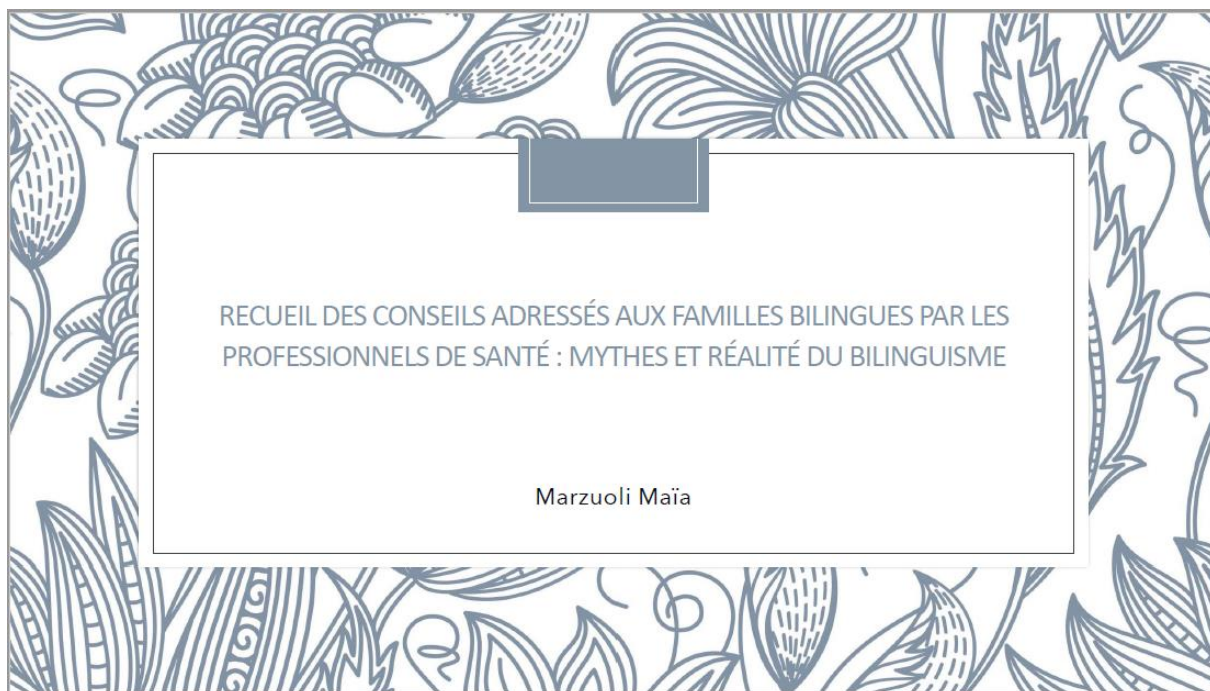 RECUEIL DES CONSEILS ADRESSÉS AUX FAMILLES BILINGUES PAR LES
PROFESSIONNELS DE SANTÉ : MYTHES ET RÉALITÉ DU BILINGUISME
Marzuoli Maïa